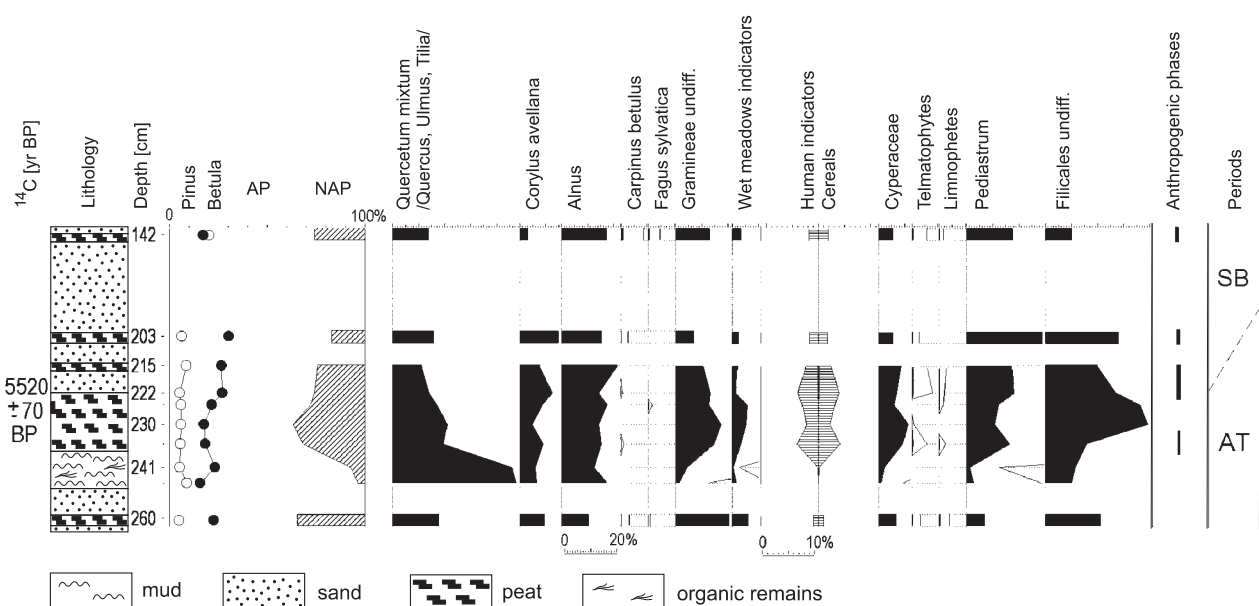 ¹⁴C [yr BP]
Lithology
Depth [cm]
Pinus
Betula
AP
NAP
Quercetum mixtum
/Quercus, Ulmus, Tilia/
Corylus avellana
Alnus
Carpinus betulus
Fagus sylvatica
Gramineae undiff.
Wet meadows indicators
Human indicators
Cereals
Cyperaceae
Telmatophytes
Limnophetes
Pediastrum
Filicales undiff.
Anthropogenic phases
Periods
0
100%
142
203
215
222
230
241
260
5520
±70
BP
SB
AT
0 20%
0 10%
mud
sand
peat
organic remains